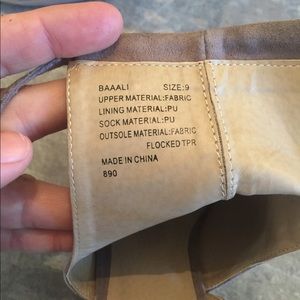 BAAALI SIZE:9
UPPER MATERIAL:FABRIC
LINING MATERIAL:PU
SOCK MATERIAL:PU
OUTSOLE MATERIAL:FABRIC
FLOCKED TPR
MADE IN CHINA
890